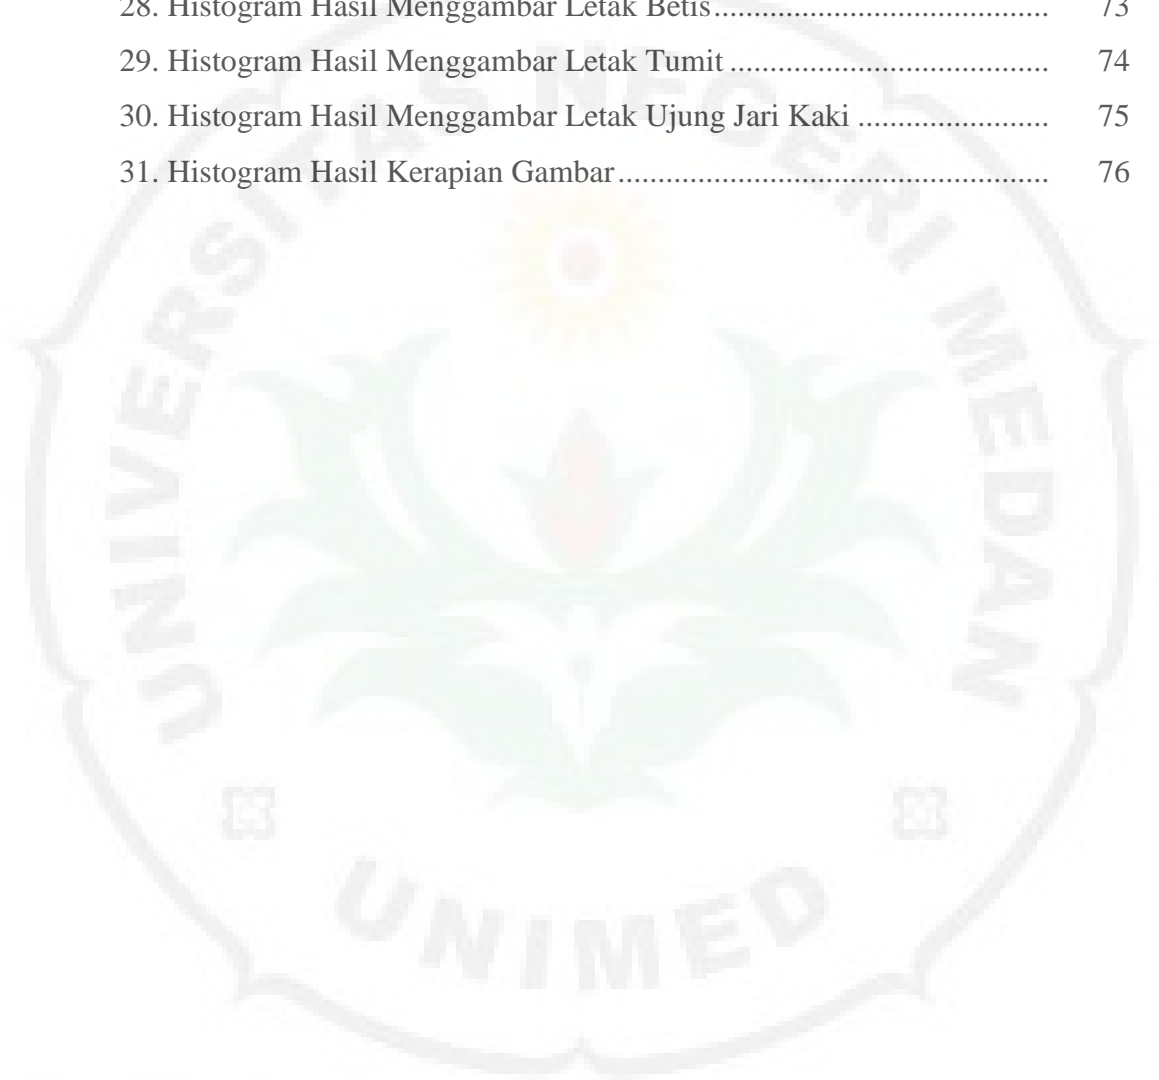 28. Histogram Hasil Menggambar Letak Betis.................................... 73
29. Histogram Hasil Menggambar Letak Tumit .................................. 74
30. Histogram Hasil Menggambar Letak Ujung Jari Kaki ..................... 75
31. Histogram Hasil Kerapian Gambar.............................................. 76
UNIVERSITAS NEGERI MEDAN
UNIMED